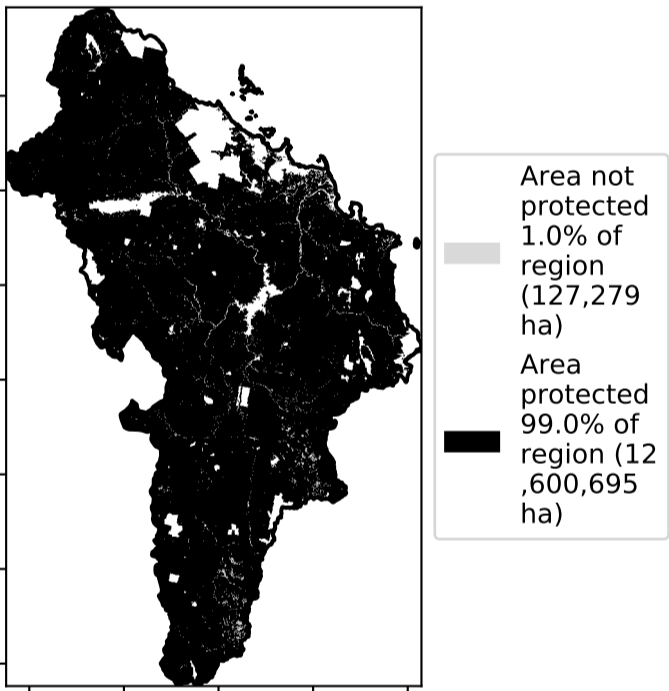 Area not
protected
1.0% of
region
(127,279
ha)
Area
protected
99.0% of
region (12
,600,695
ha)